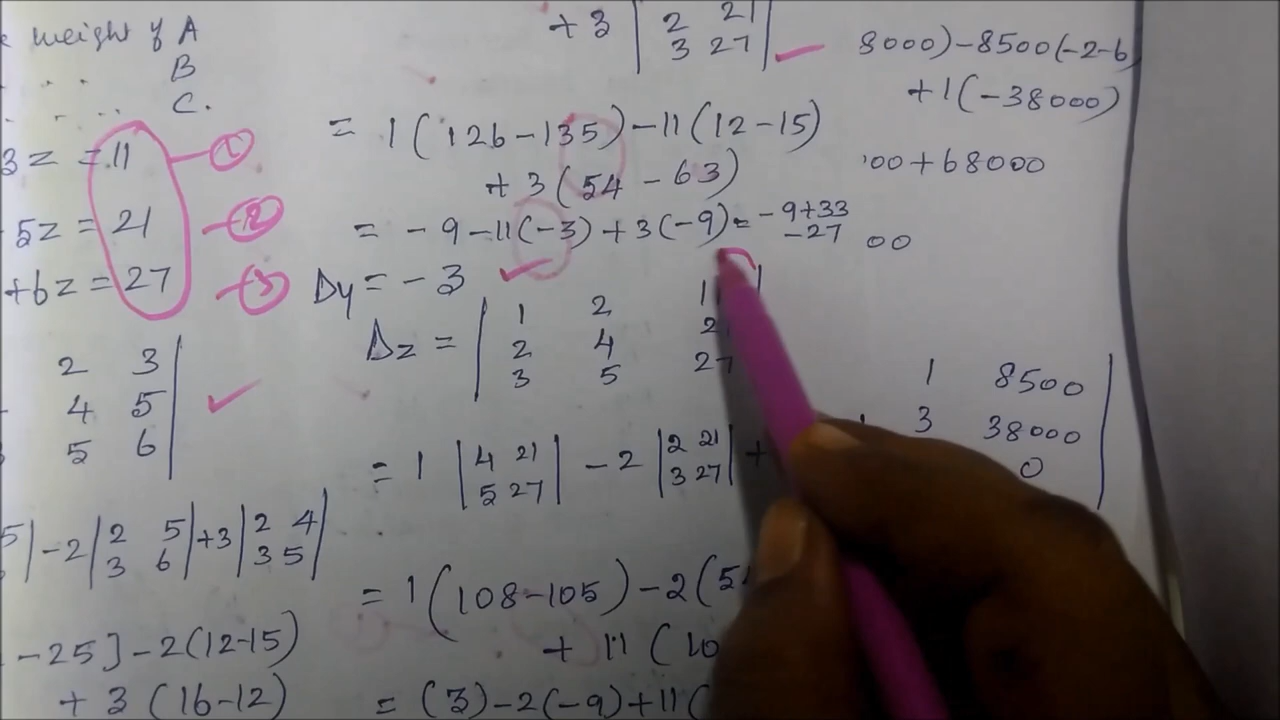 weight of A
B
C.
3z = 11 ①
5z = 21 ②
+6z = 27 ③
2 3
4 5
5 6
5| -2 |2 5| +3 |2 4|
3 6 3 5
-25] -2(12-15)
+ 3 (16-12)
+ 3 | 2 21 |
| 3 27 |
= 1(126-135) -11(12-15)
+ 3(54 - 63)
= -9 -11(-3) +3(-9) = -9+33
-27
Δy = -3
Δz = | 1 2
2 4
3 5 27
= 1 |4 21| -2 |2 21| +
|5 27| |3 27|
= 1(108-105) -2(5
+ 11 (10
= (3) -2(-9) +11(
8000) -8500(-2-6)
+1(-38000)
00 + 68000
00
1 8500
3 38000
0